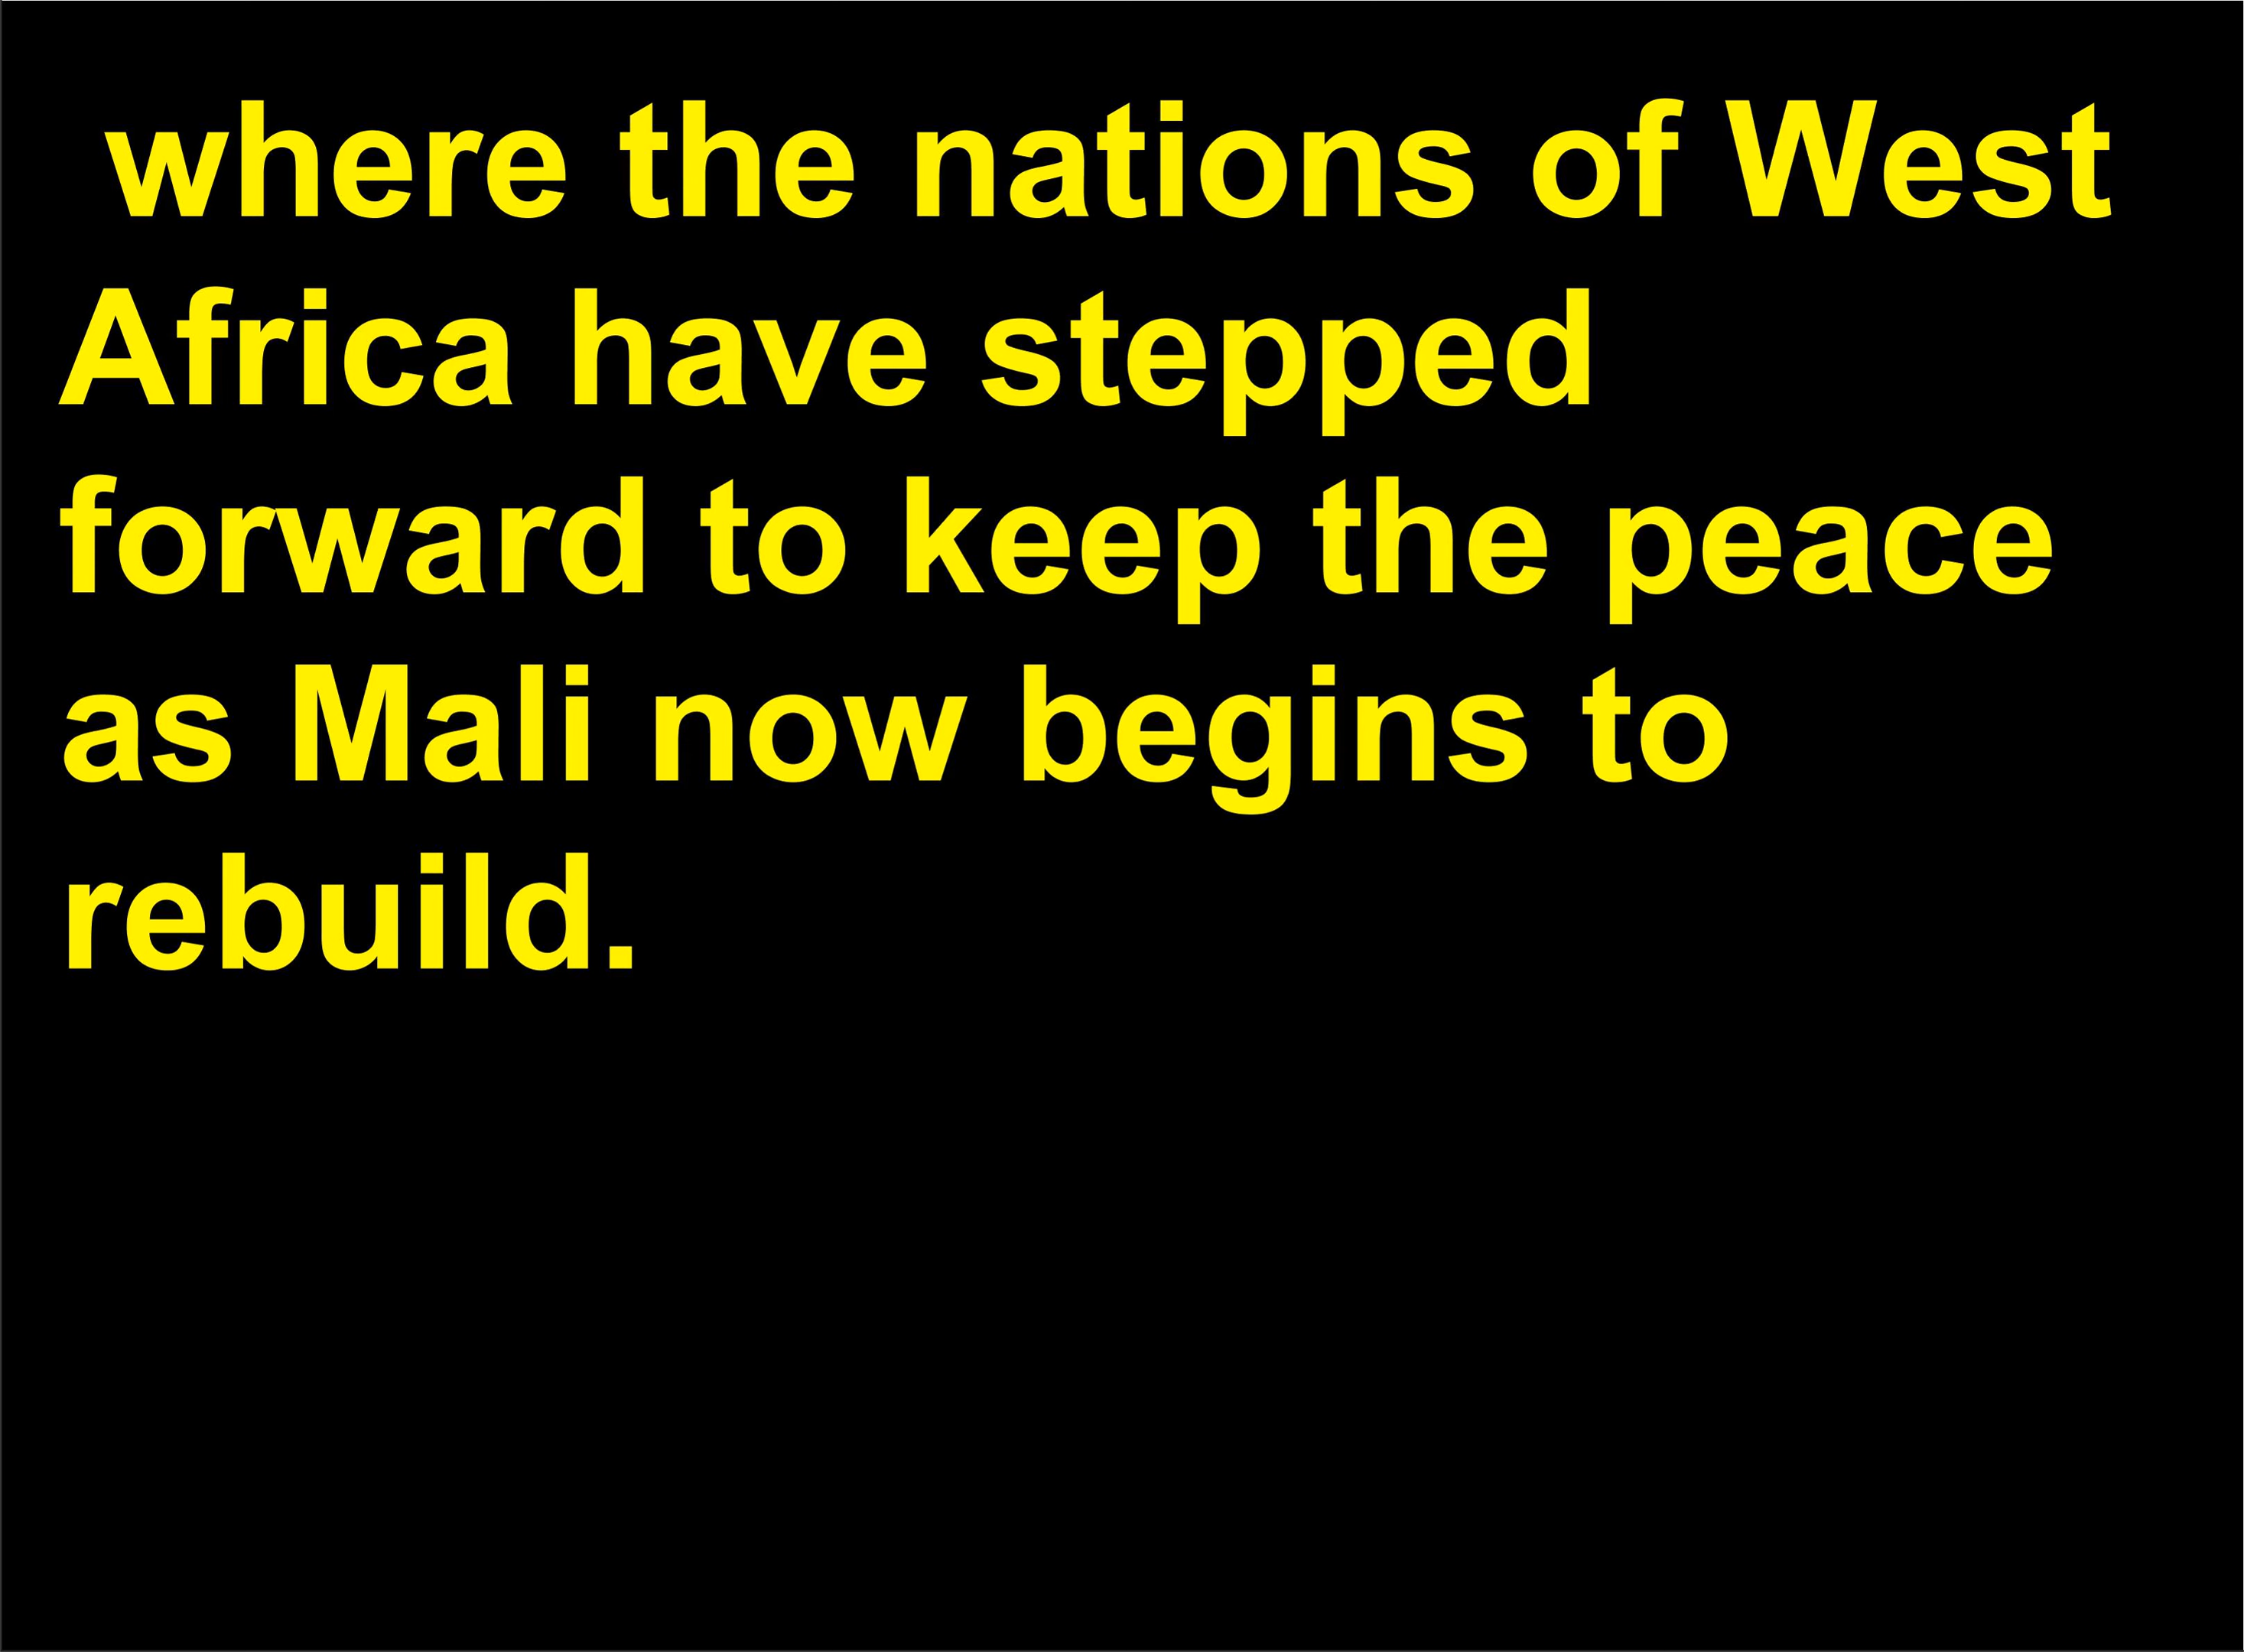 where the nations of West
Africa have stepped
forward to keep the peace
as Mali now begins to
rebuild.